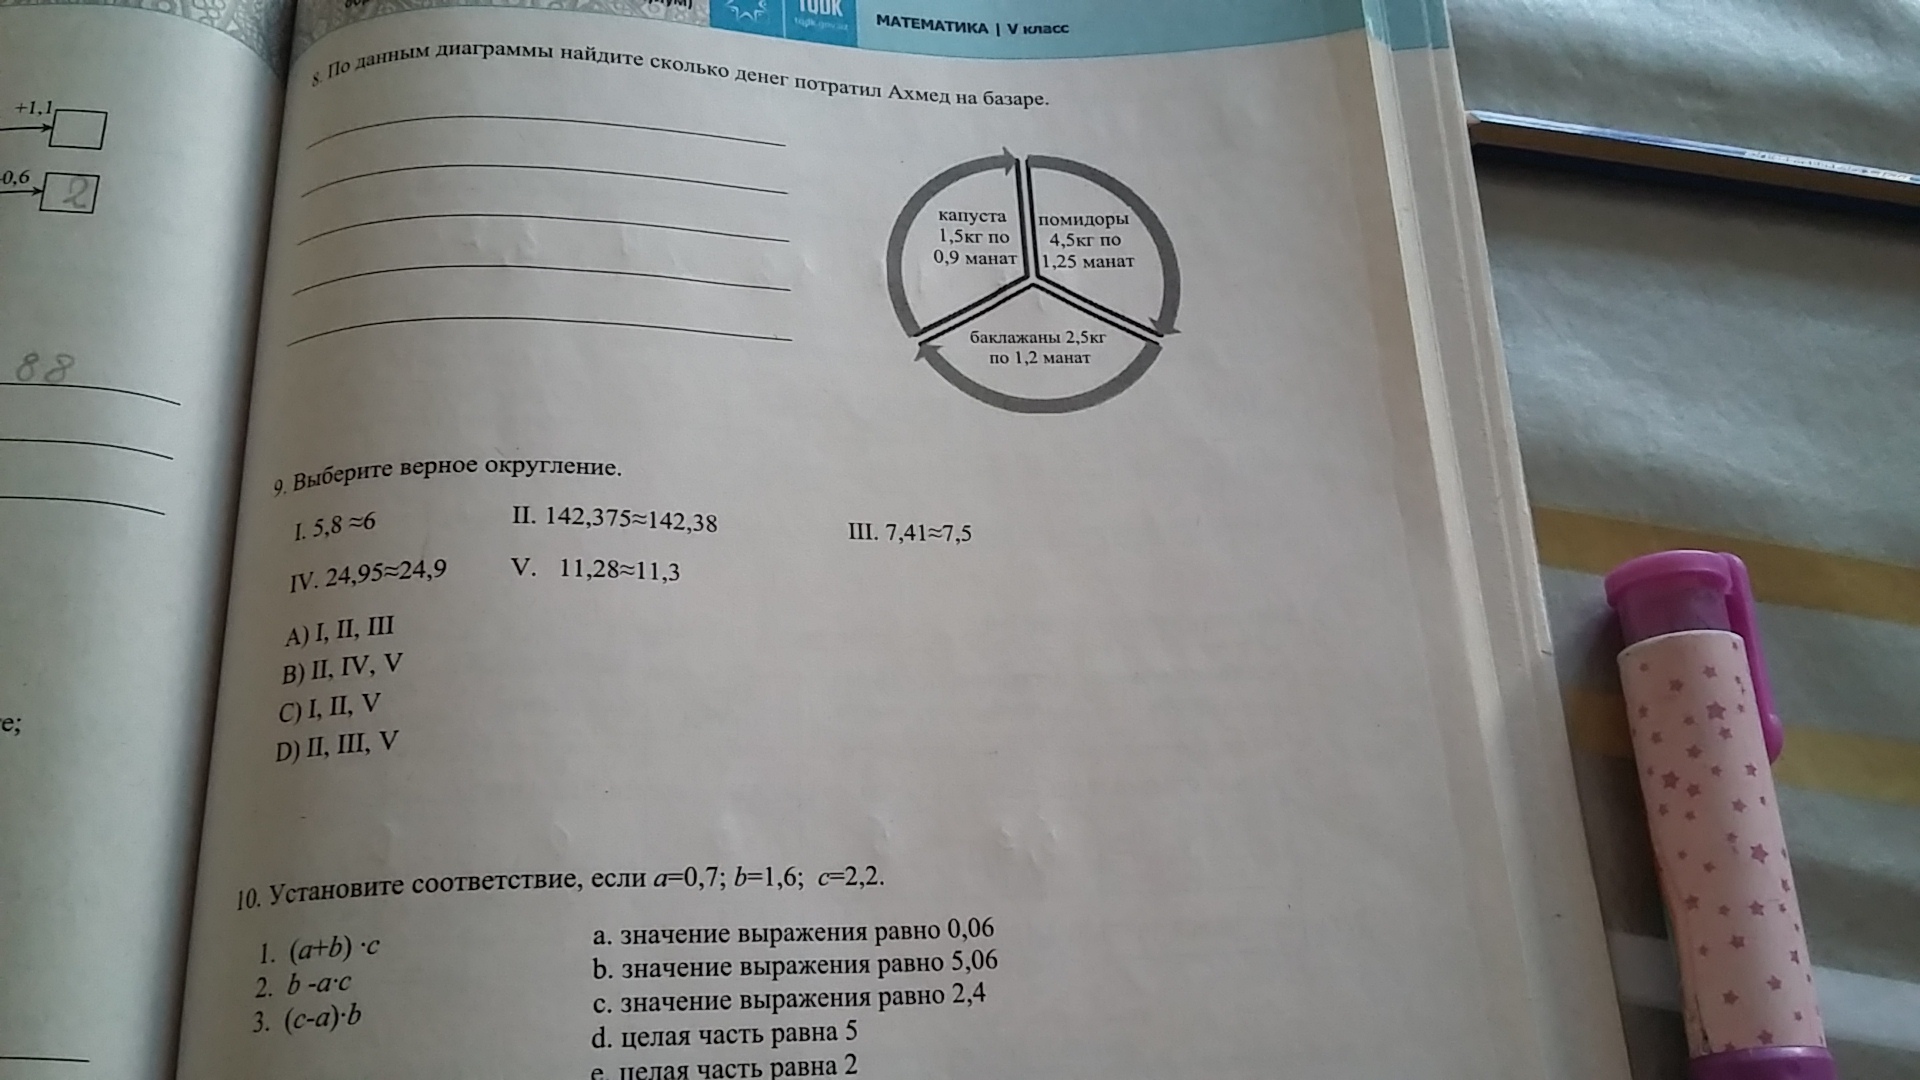 TQDK
tqdk.gov.az
МАТЕМАТИКА | V класс
+1,1
0,6
2
88
е;
8. По данным диаграммы найдите сколько денег потратил Ахмед на базаре.
капуста
1,5кг по
0,9 манат
помидоры
4,5кг по
1,25 манат
баклажаны 2,5кг
по 1,2 манат
9. Выберите верное округление.
I. 5,8≈6 II. 142,375≈142,38 III. 7,41≈7,5
IV. 24,95≈24,9 V. 11,28≈11,3
A) I, II, III
B) II, IV, V
C) I, II, V
D) II, III, V
10. Установите соответствие, если a=0,7; b=1,6; c=2,2.
1. (a+b) ·c
2. b -a·c
3. (c-a)·b
a. значение выражения равно 0,06
b. значение выражения равно 5,06
c. значение выражения равно 2,4
d. целая часть равна 5
e. целая часть равна 2